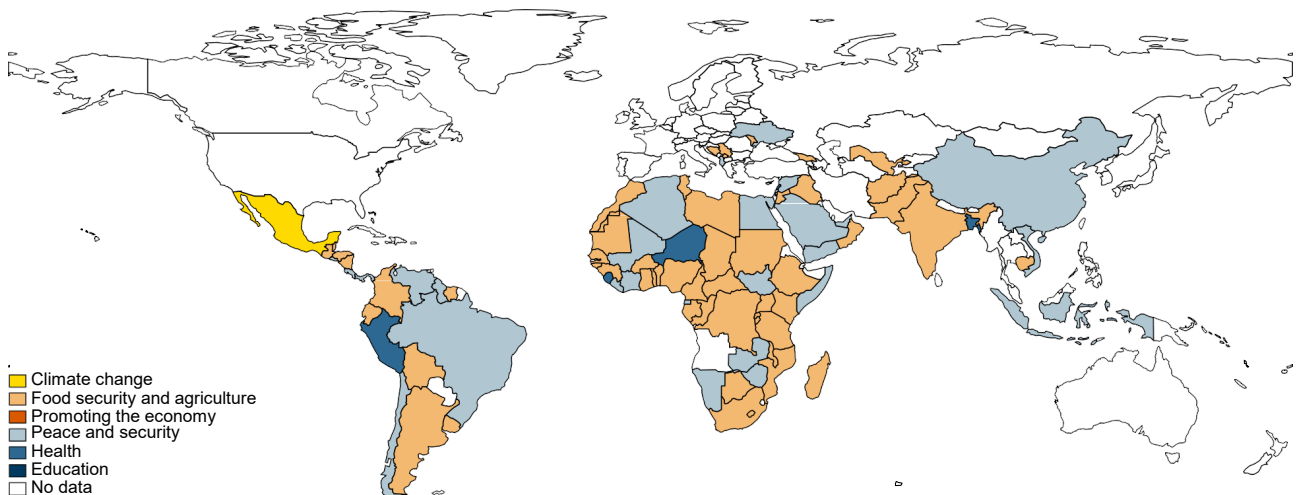 Climate change
Food security and agriculture
Promoting the economy
Peace and security
Health
Education
No data